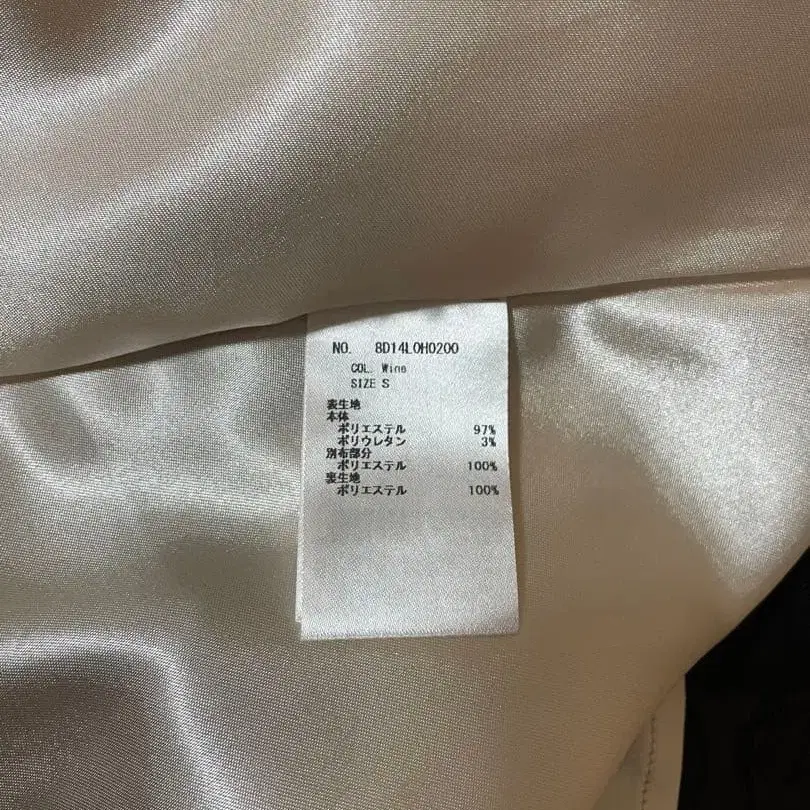 NO. 8D14L0H0200
COL. Wine
SIZE S
表生地
本体
ポリエステル 97%
ポリウレタン 3%
別布部分
ポリエステル 100%
裏生地
ポリエステル 100%